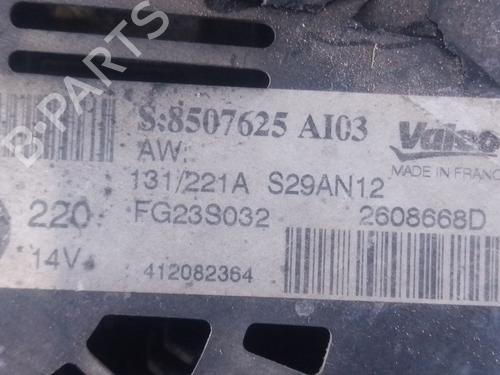 B-PARTS
S:8507625 AI03
Valeo
AW:
MADE IN FRANCE
131/221A S29AN12
220 FG23S032 2608668D
14V 412082364